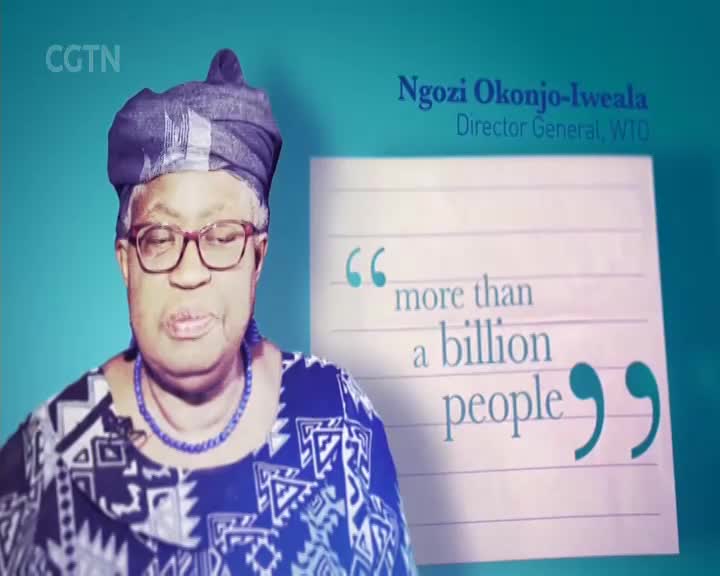 CGTN
Ngozi Okonjo-Iweala
Director General, WTO
“ more than
a billion
people ”